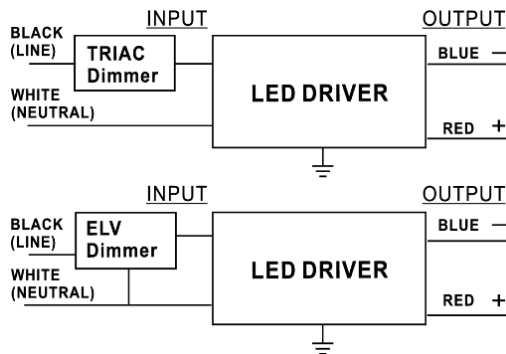 INPUT OUTPUT
BLACK
(LINE)
TRIAC
Dimmer
BLUE −
LED DRIVER
WHITE
(NEUTRAL)
RED +
INPUT OUTPUT
BLACK
(LINE)
ELV
Dimmer
BLUE −
LED DRIVER
WHITE
(NEUTRAL)
RED +